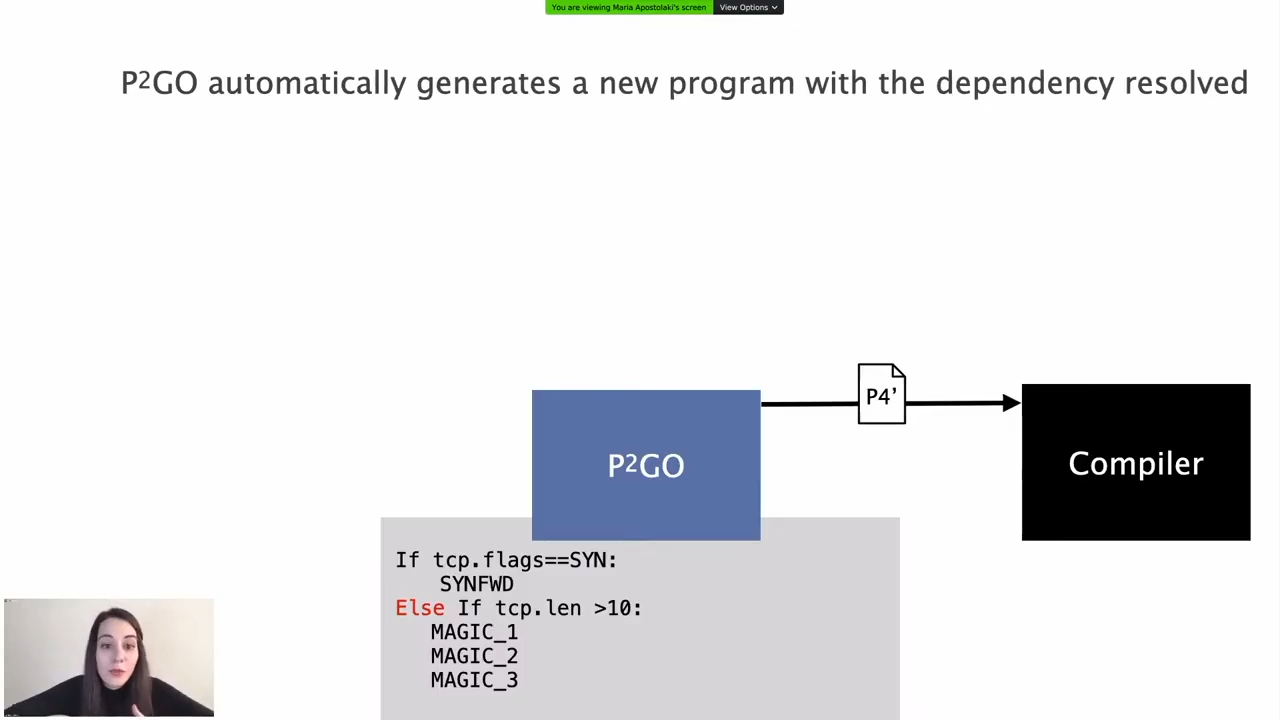 You are viewing Maria Apostolaki's screen View Options
P²GO automatically generates a new program with the dependency resolved
P4’
P²GO
Compiler
If tcp.flags==SYN:
SYNFWD
Else If tcp.len >10:
MAGIC_1
MAGIC_2
MAGIC_3